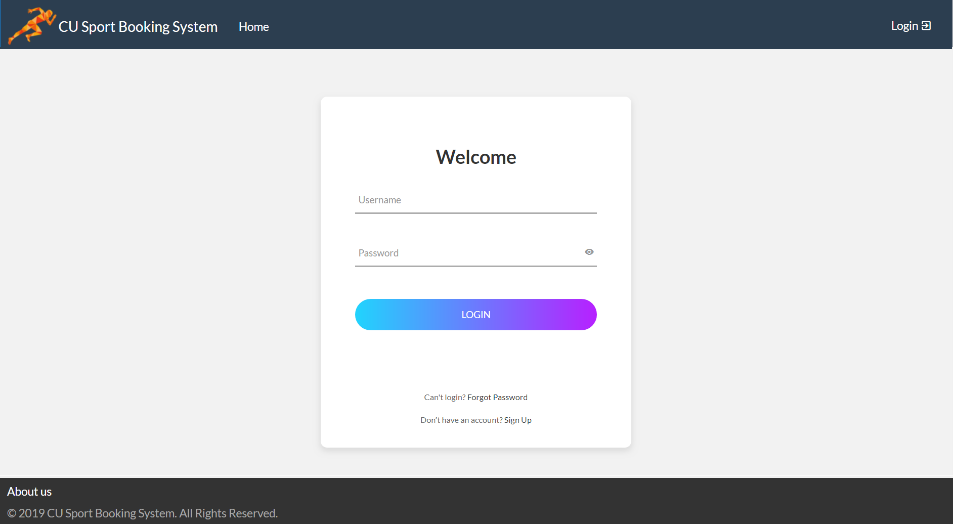 CU Sport Booking System Home Login
Welcome
Username
Password
LOGIN
Can't login? Forgot Password
Don't have an account? Sign Up
About us
© 2019 CU Sport Booking System. All Rights Reserved.